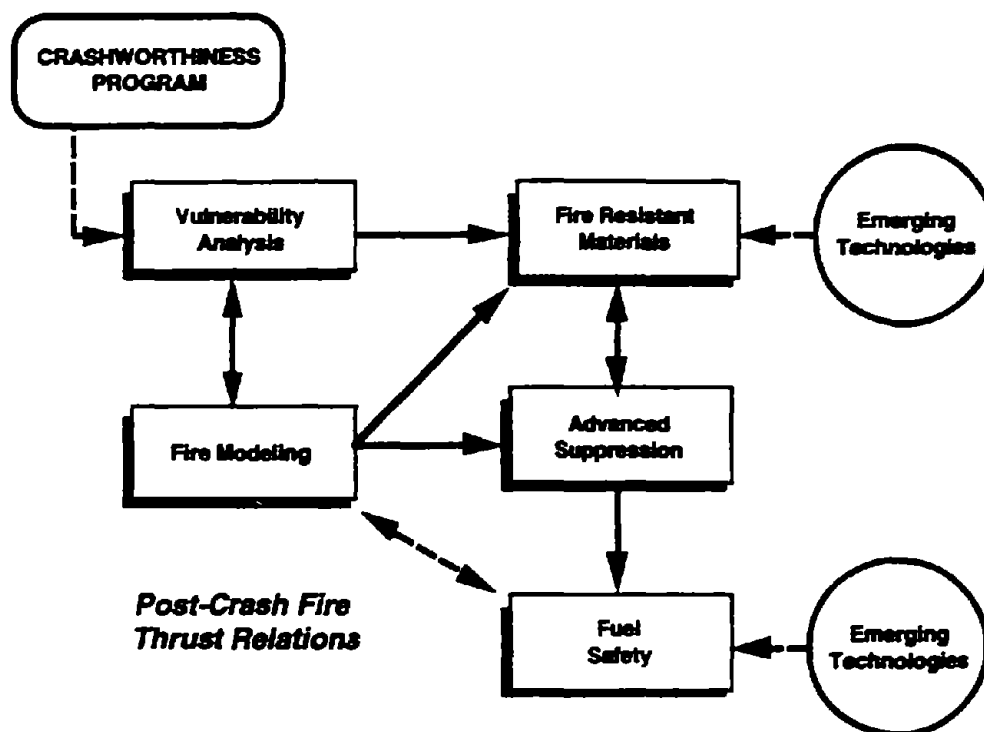 CRASHWORTHINESS
PROGRAM
Vulnerability
Analysis
Fire Resistant
Materials
Emerging
Technologies
Fire Modeling
Advanced
Suppression
Post-Crash Fire
Thrust Relations
Fuel
Safety
Emerging
Technologies